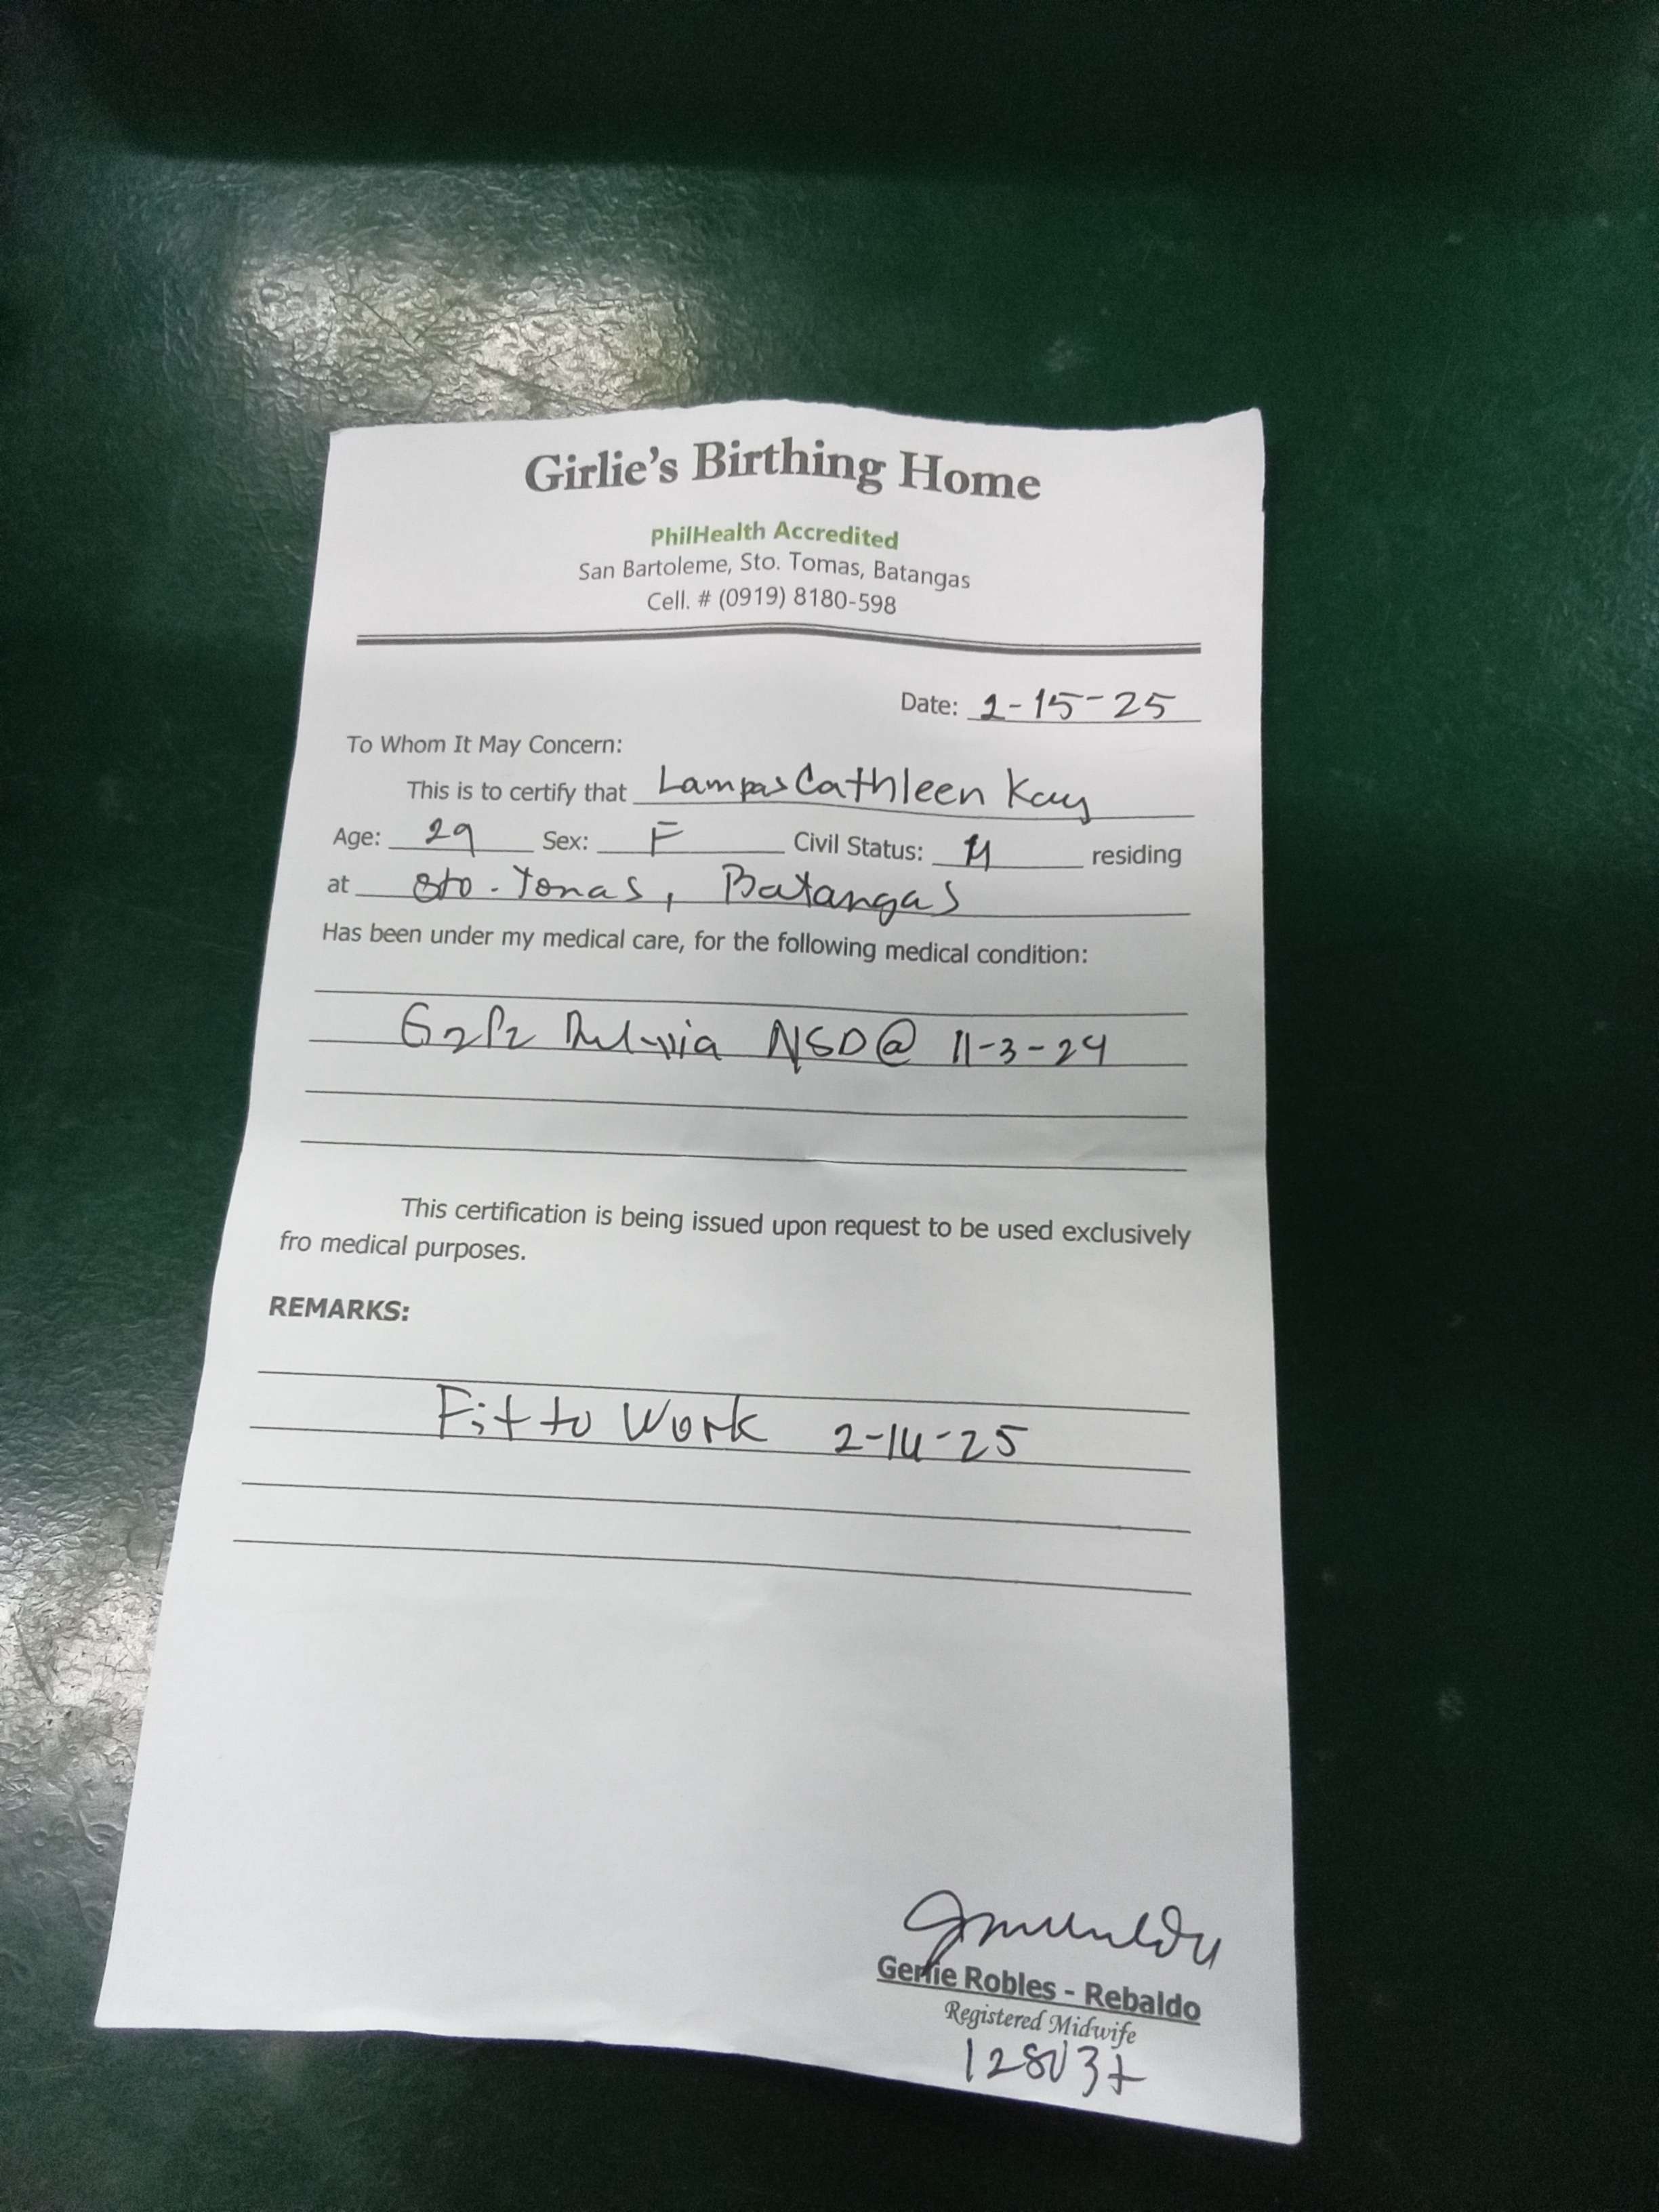 Girlie's Birthing Home
PhilHealth Accredited
San Bartoleme, Sto. Tomas, Batangas
Cell. # (0919) 8180-598
Date: 2-15-25
To Whom It May Concern:
This is to certify that Lampas Cathleen Kay
Age: 29 Sex: F Civil Status: M residing
at Sto. Tomas, Batangas
Has been under my medical care, for the following medical condition:
G2P2 Del via NSD @ 11-3-24
This certification is being issued upon request to be used exclusively
fro medical purposes.
REMARKS:
Fit to Work 2-14-25
Genie Robles - Rebaldo
Registered Midwife